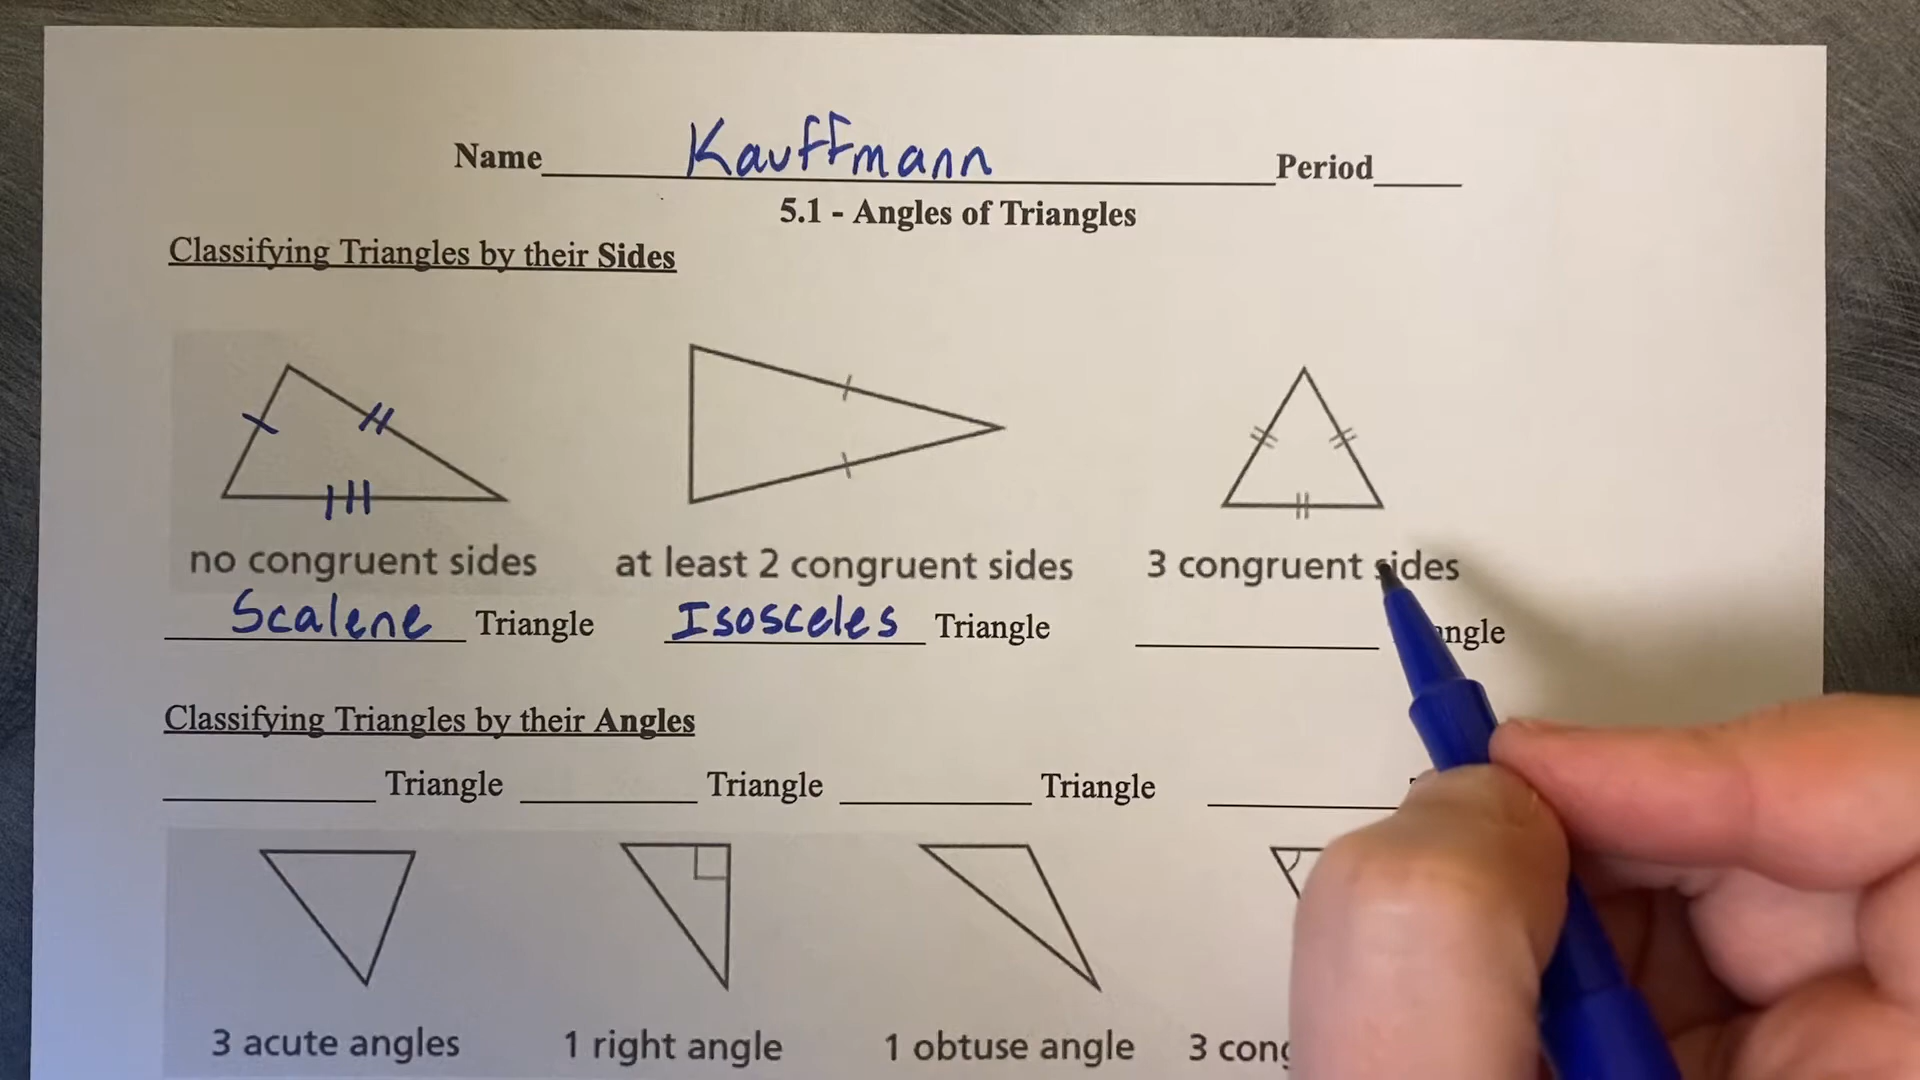 Name Kauffmann Period
5.1 - Angles of Triangles
Classifying Triangles by their Sides
no congruent sides at least 2 congruent sides 3 congruent sides
Scalene Triangle Isosceles Triangle
Classifying Triangles by their Angles
Triangle Triangle Triangle
3 acute angles 1 right angle 1 obtuse angle 3